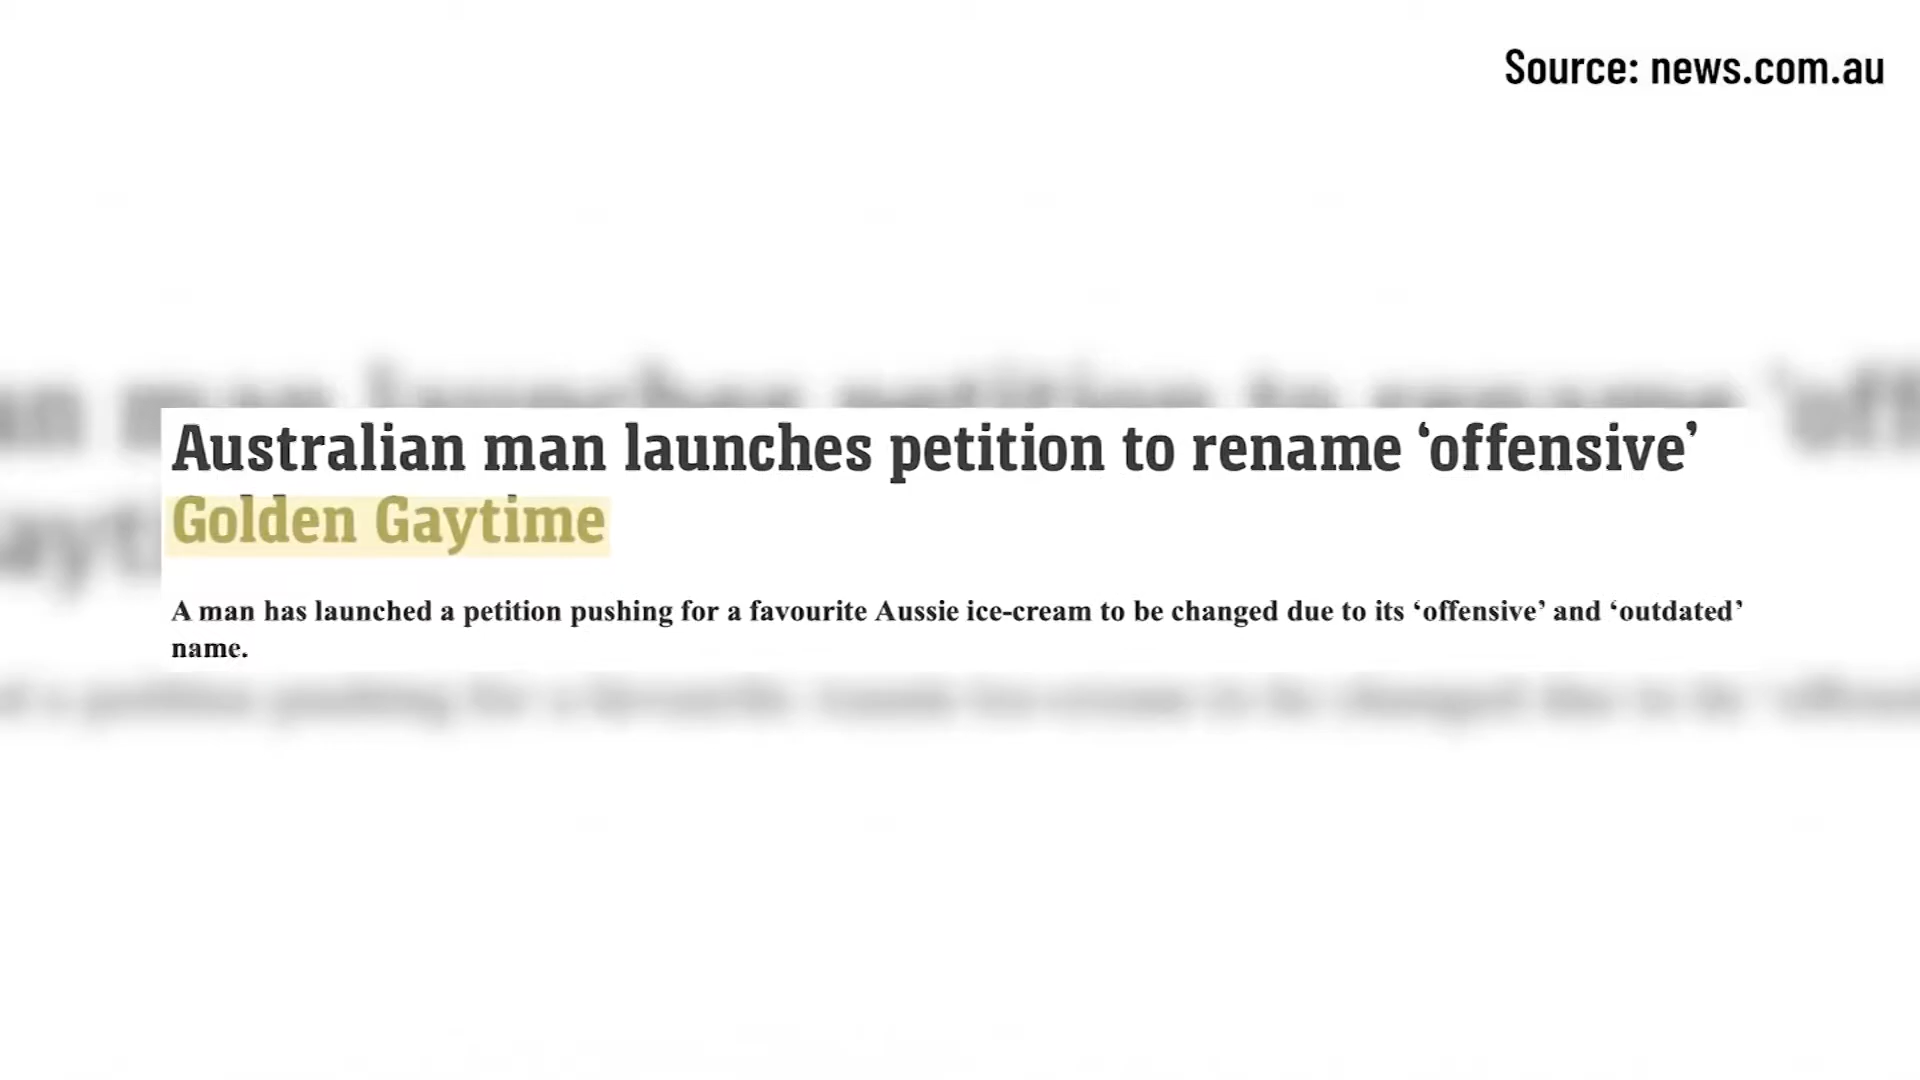 Source: news.com.au
Australian man launches petition to rename ‘offensive’
Golden Gaytime
A man has launched a petition pushing for a favourite Aussie ice-cream to be changed due to its ‘offensive’ and ‘outdated’
name.